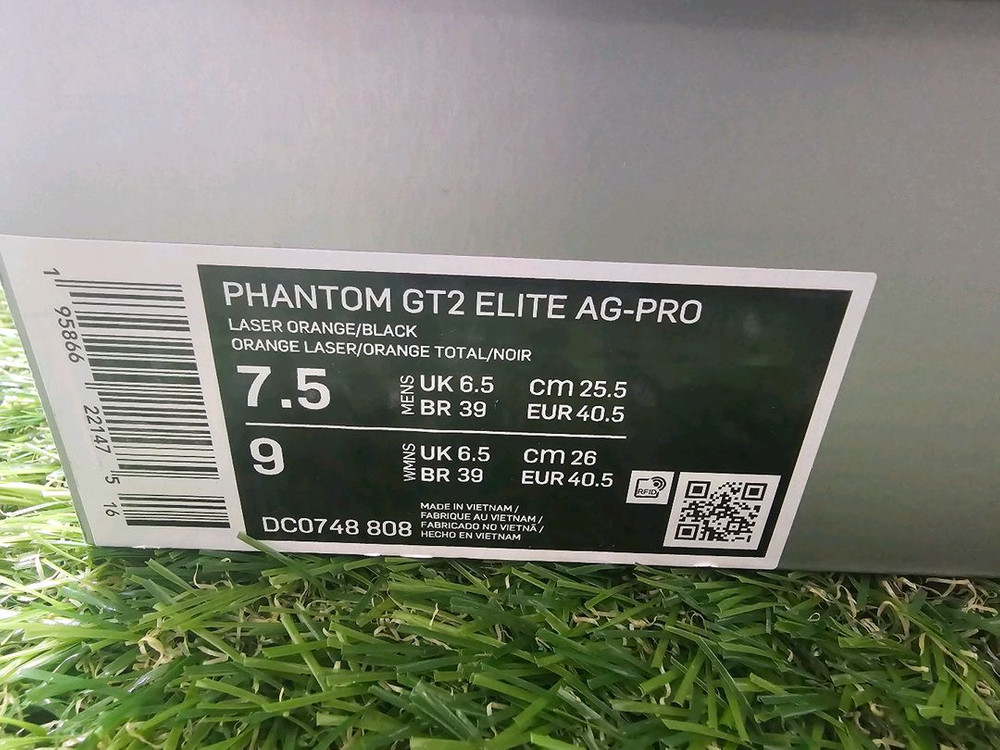 PHANTOM GT2 ELITE AG-PRO
LASER ORANGE/BLACK
ORANGE LASER/ORANGE TOTAL/NOIR
7.5 MENS UK 6.5 cm 25.5
BR 39 EUR 40.5
9 WMNS UK 6.5 cm 26
BR 39 EUR 40.5
RFID
DC0748 808
MADE IN VIETNAM /
FABRIQUE AU VIETNAM /
FABRICADO NO VIETNÃ /
HECHO EN VIETNAM
1 95866 22147 5 16